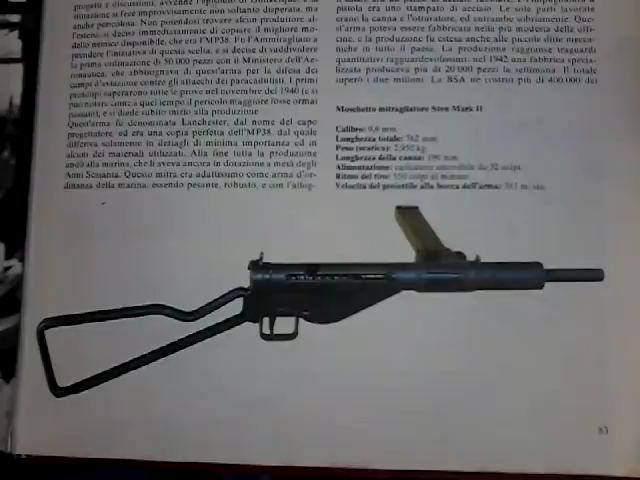 progetti e discussioni, avvenne l'episodio di Dunkerque, e la
situazione si fece improvvisamente non soltanto disperata, ma
anche pericolosa. Non potendosi trovare alcun produttore al-
l'estero, si decise immediatamente di copiare il migliore mo-
dello nemico disponibile, che era l'MP38. Fu l'Ammiragliato a
prendere l'iniziativa di questa scelta, e si decise di suddividere
la prima ordinazione di 50.000 pezzi con il Ministero dell'Ae-
ronautica, che abbisognava di quest'arma per la difesa dei
campi d'aviazione contro gli attacchi dei paracadutisti. I primi
prototipi superarono tutte le prove nel novembre del 1940 (e si
può notare come a quel tempo il pericolo maggiore fosse ormai
passato), e si diede subito inizio alla produzione.
Quest'arma fu denominata Lanchester, dal nome del capo
progettatore, ed era una copia perfetta dell'MP38, dal quale
differiva solamente in dettagli di minima importanza ed in
alcuni dei materiali utilizzati. Alla fine tutta la produzione
andò alla marina, che li aveva ancora in dotazione a metà degli
Anni Sessanta. Questo mitra era adattissimo come arma d'or-
dinanza della marina, essendo pesante, robusto, e con l'attog-
pistola era uno stampato di acciaio. Le sole parti lavorate
erano la canna e l'otturatore, ed entrambe sobriamente. Que-
st'arma poteva essere fabbricata nella più moderna delle offi-
cine, e la produzione fu estesa anche alle piccole ditte mecca-
niche in tutto il paese. La produzione raggiunse traguardi
quantitativi ragguardevolissimi, nel 1942 una fabbrica specia-
lizzata produceva più di 20.000 pezzi la settimana. Il totale
superò i due milioni. La BSA ne costruì più di 400.000 dei
Moschetto mitragliatore Sten Mark II
Calibro: 9,0 mm
Lunghezza totale: 762 mm
Peso (scarico): 2,950 kg
Lunghezza della canna: 196 mm
Alimentazione: caricatore amovibile da 32 colpi
Ritmo del tiro: 550 colpi al minuto
Velocità del proiettile alla bocca dell'arma:
83